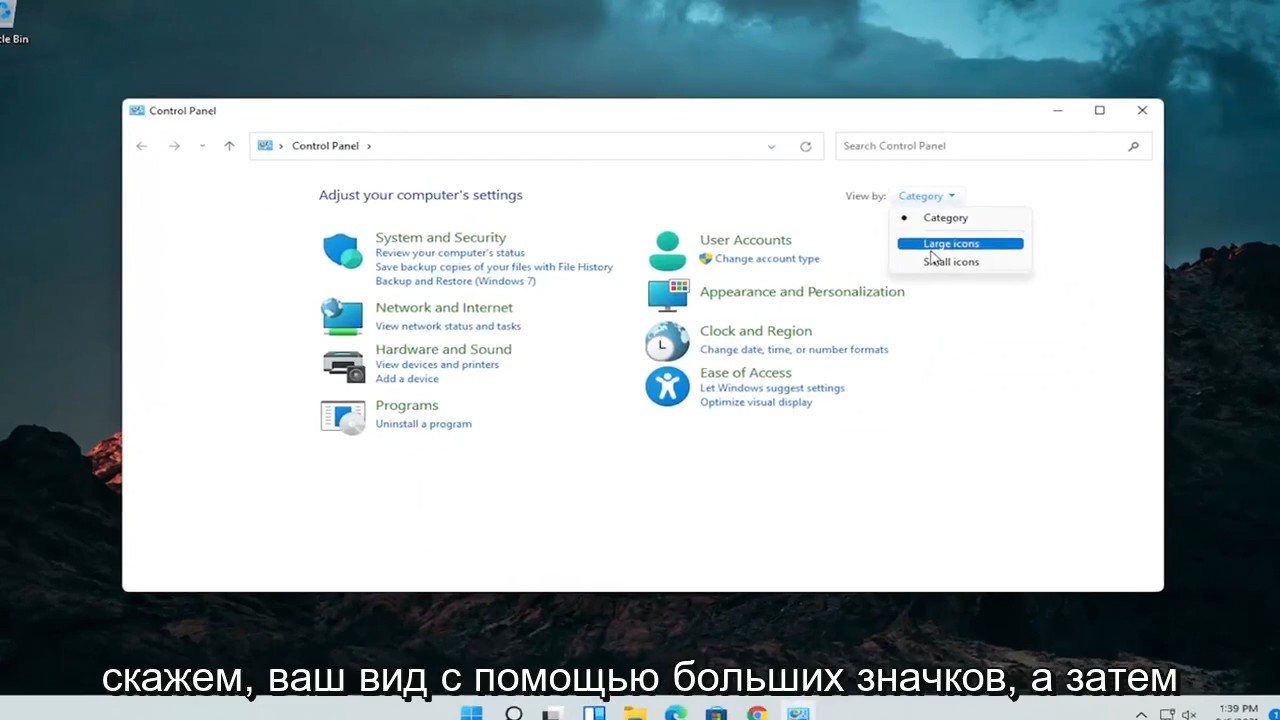 cle Bin
Control Panel
Control Panel
Search Control Panel
Adjust your computer's settings
View by: Category
Category
Large icons
Small icons
System and Security
Review your computer's status
Save backup copies of your files with File History
Backup and Restore (Windows 7)
Network and Internet
View network status and tasks
Hardware and Sound
View devices and printers
Add a device
Programs
Uninstall a program
User Accounts
Change account type
Appearance and Personalization
Clock and Region
Change date, time, or number formats
Ease of Access
Let Windows suggest settings
Optimize visual display
скажем, ваш вид с помощью больших значков, а затем
1:39 PM